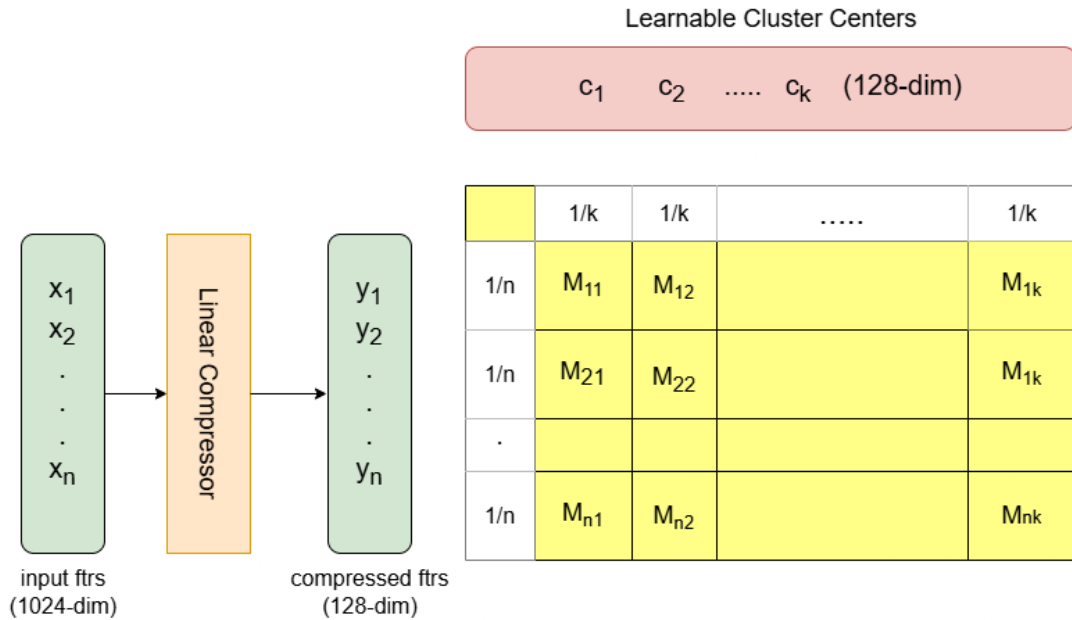 Learnable Cluster Centers
c1 c2 ..... ck (128-dim)
1/k 1/k ..... 1/k
1/n M11 M12 M1k
1/n M21 M22 M1k
.
1/n Mn1 Mn2 Mnk
x1
x2
.
.
.
xn
input ftrs
(1024-dim)
Linear Compressor
y1
y2
.
.
.
yn
compressed ftrs
(128-dim)